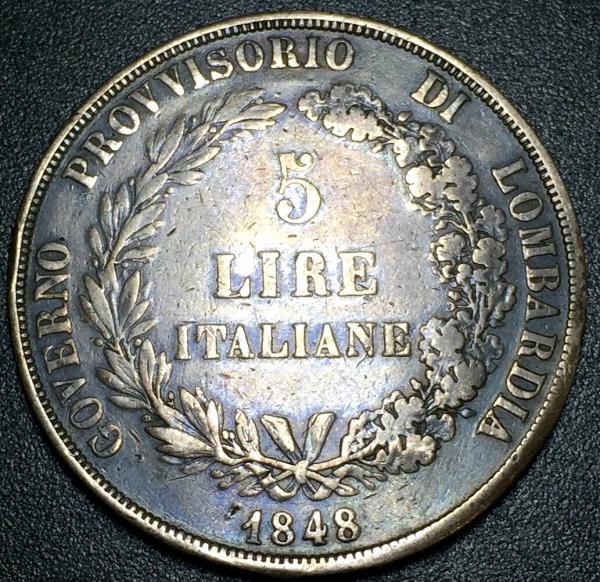 GOVERNO PROVVISORIO DI LOMBARDIA
5
LIRE
ITALIANE
1848